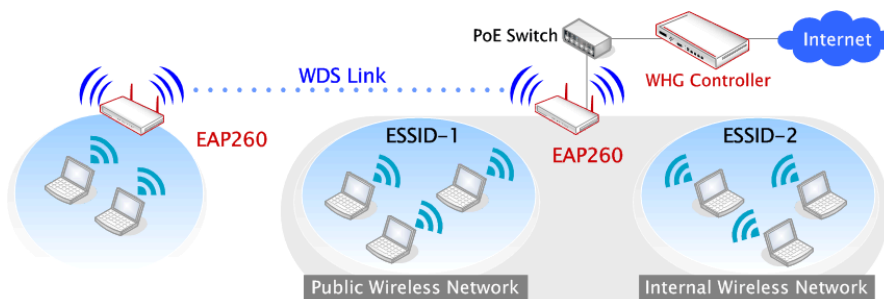 PoE Switch
Internet
WDS Link
WHG Controller
EAP260
ESSID-1
EAP260
ESSID-2
Public Wireless Network
Internal Wireless Network